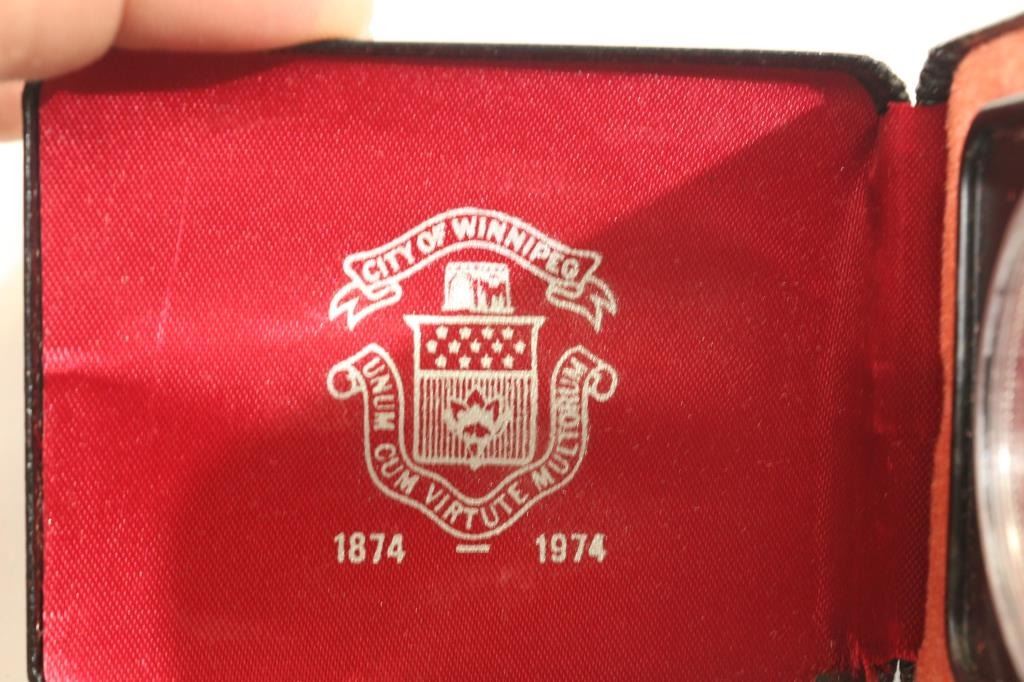 CITY OF WINNIPEG
UNUM CUM VIRTUTE MULTORUM
1874 — 1974